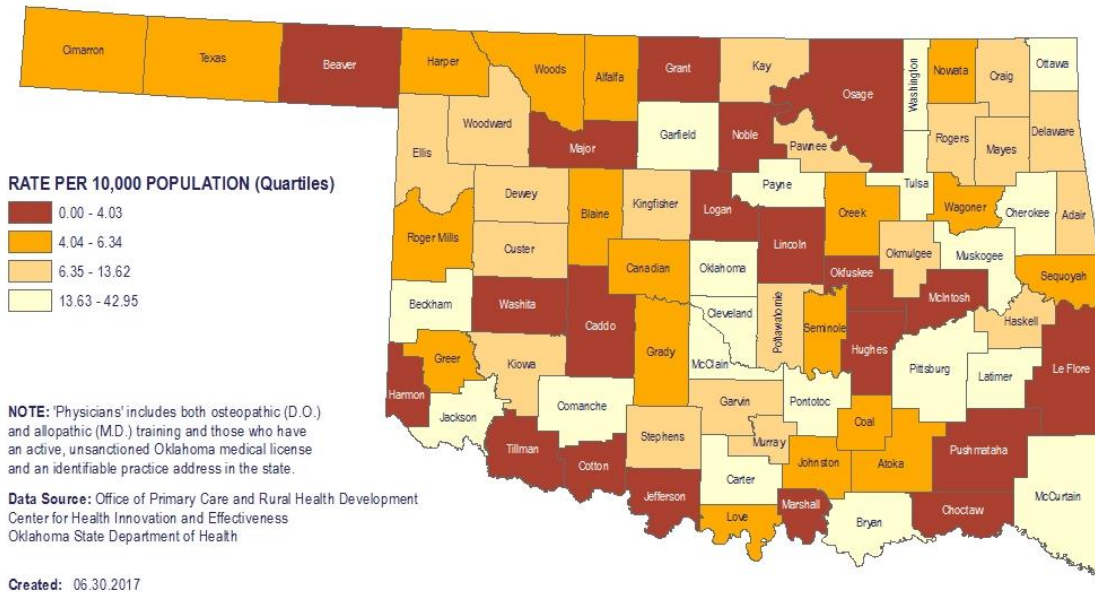 Cimarron
Texas
Beaver
Harper
Woods
Alfalfa
Grant
Kay
Osage
Washington
Nowata
Craig
Ottawa
Woodward
Ellis
Major
Garfield
Noble
Pawnee
Rogers
Mayes
Delaware
RATE PER 10,000 POPULATION (Quartiles)
0.00 - 4.03
4.04 - 6.34
6.35 - 13.62
13.63 - 42.95
Dewey
Blaine
Kingfisher
Logan
Payne
Creek
Tulsa
Wagoner
Cherokee
Adair
Roger Mills
Custer
Canadian
Oklahoma
Lincoln
Okmulgee
Muskogee
Okfuskee
Sequoyah
Beckham
Washita
Caddo
Cleveland
Pottawatomie
Seminole
McIntosh
Haskell
Hughes
Greer
Kiowa
Grady
McClain
Pittsburg
Latimer
Le Flore
Harmon
Jackson
Comanche
Garvin
Pontotoc
Coal
Stephens
Murray
Tillman
Cotton
Jefferson
Carter
Johnston
Atoka
Pushmataha
McCurtain
Love
Marshall
Bryan
Choctaw
NOTE: 'Physicians' includes both osteopathic (D.O.)
and allopathic (M.D.) training and those who have
an active, unsanctioned Oklahoma medical license
and an identifiable practice address in the state.
Data Source: Office of Primary Care and Rural Health Development
Center for Health Innovation and Effectiveness
Oklahoma State Department of Health
Created: 06.30.2017